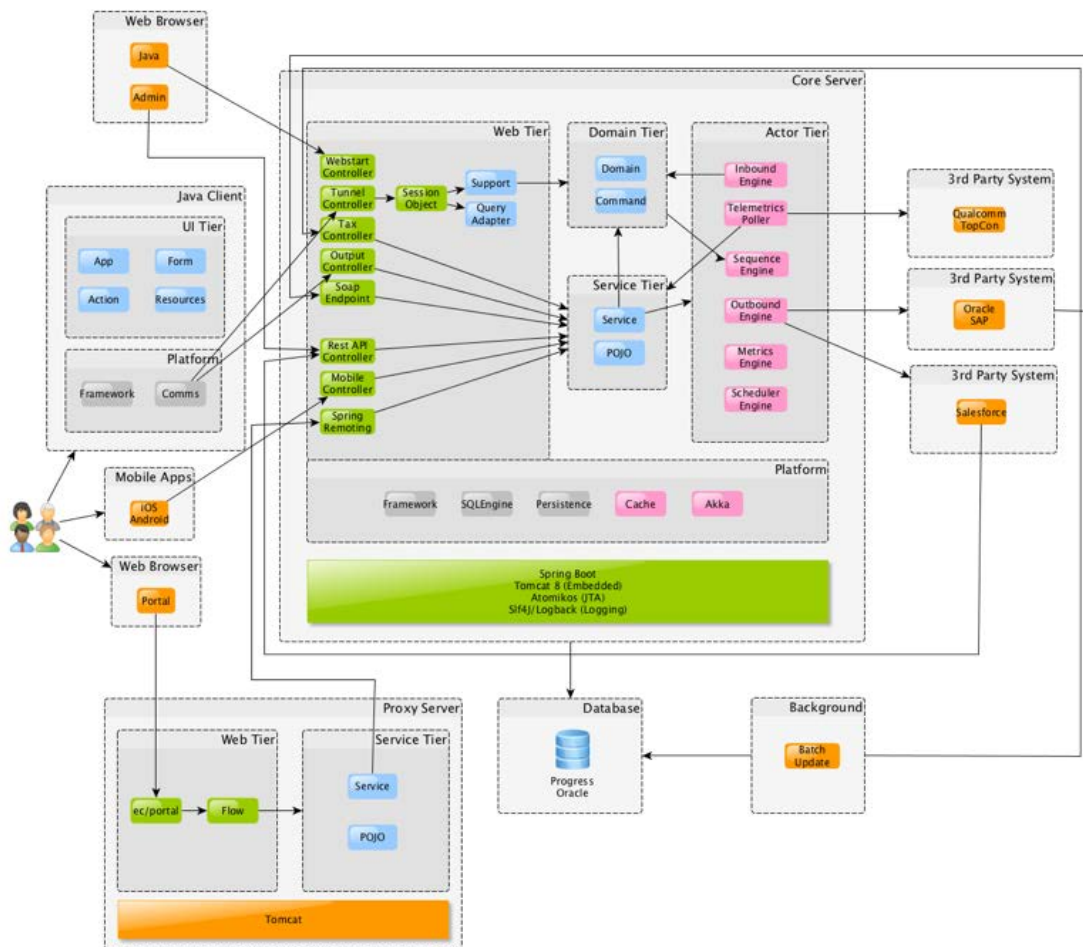 Web Browser
Java
Admin
Core Server
Web Tier
Webstart
Controller
Tunnel
Controller
Session
Object
Support
Query
Adapter
Tax
Controller
Output
Controller
Soap
Endpoint
Rest API
Controller
Mobile
Controller
Spring
Remoting
Domain Tier
Domain
Command
Service Tier
Service
POJO
Actor Tier
Inbound
Engine
Telemetrics
Poller
Sequence
Engine
Outbound
Engine
Metrics
Engine
Scheduler
Engine
3rd Party System
Qualcomm
TopCon
3rd Party System
Oracle
SAP
3rd Party System
Salesforce
Java Client
UI Tier
App
Form
Action
Resources
Platform
Framework
Comms
Mobile Apps
iOS
Android
Web Browser
Portal
Platform
Framework
SQLEngine
Persistence
Cache
Akka
Spring Boot
Tomcat 8 (Embedded)
Atomikos (JTA)
Slf4J/Logback (Logging)
Proxy Server
Web Tier
ec/portal
Flow
Service Tier
Service
POJO
Tomcat
Database
Progress
Oracle
Background
Batch
Update